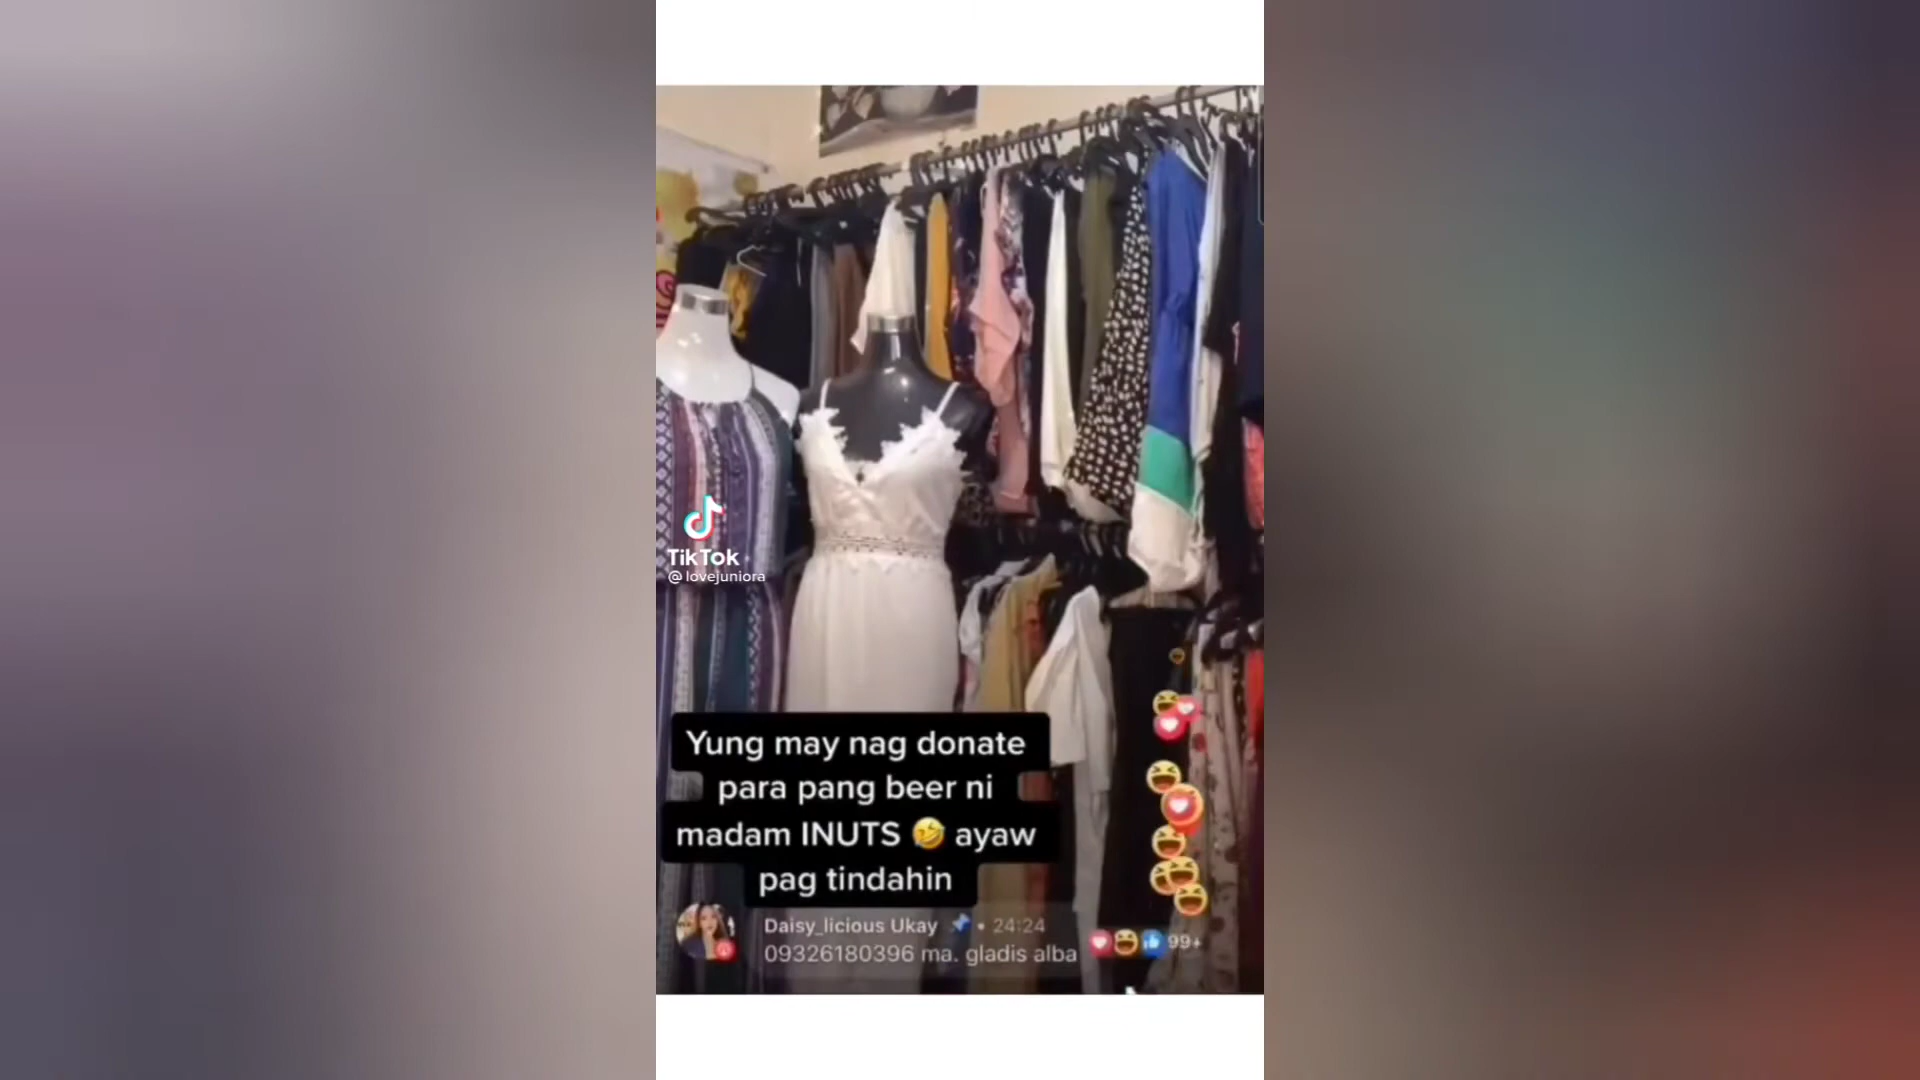 TikTok
@lovejuniora
Yung may nag donate
para pang beer ni
madam INUTS 🤣 ayaw
pag tindahin
Daisy_licious Ukay 📌 • 24:24
09326180396 ma. gladis alba
99+